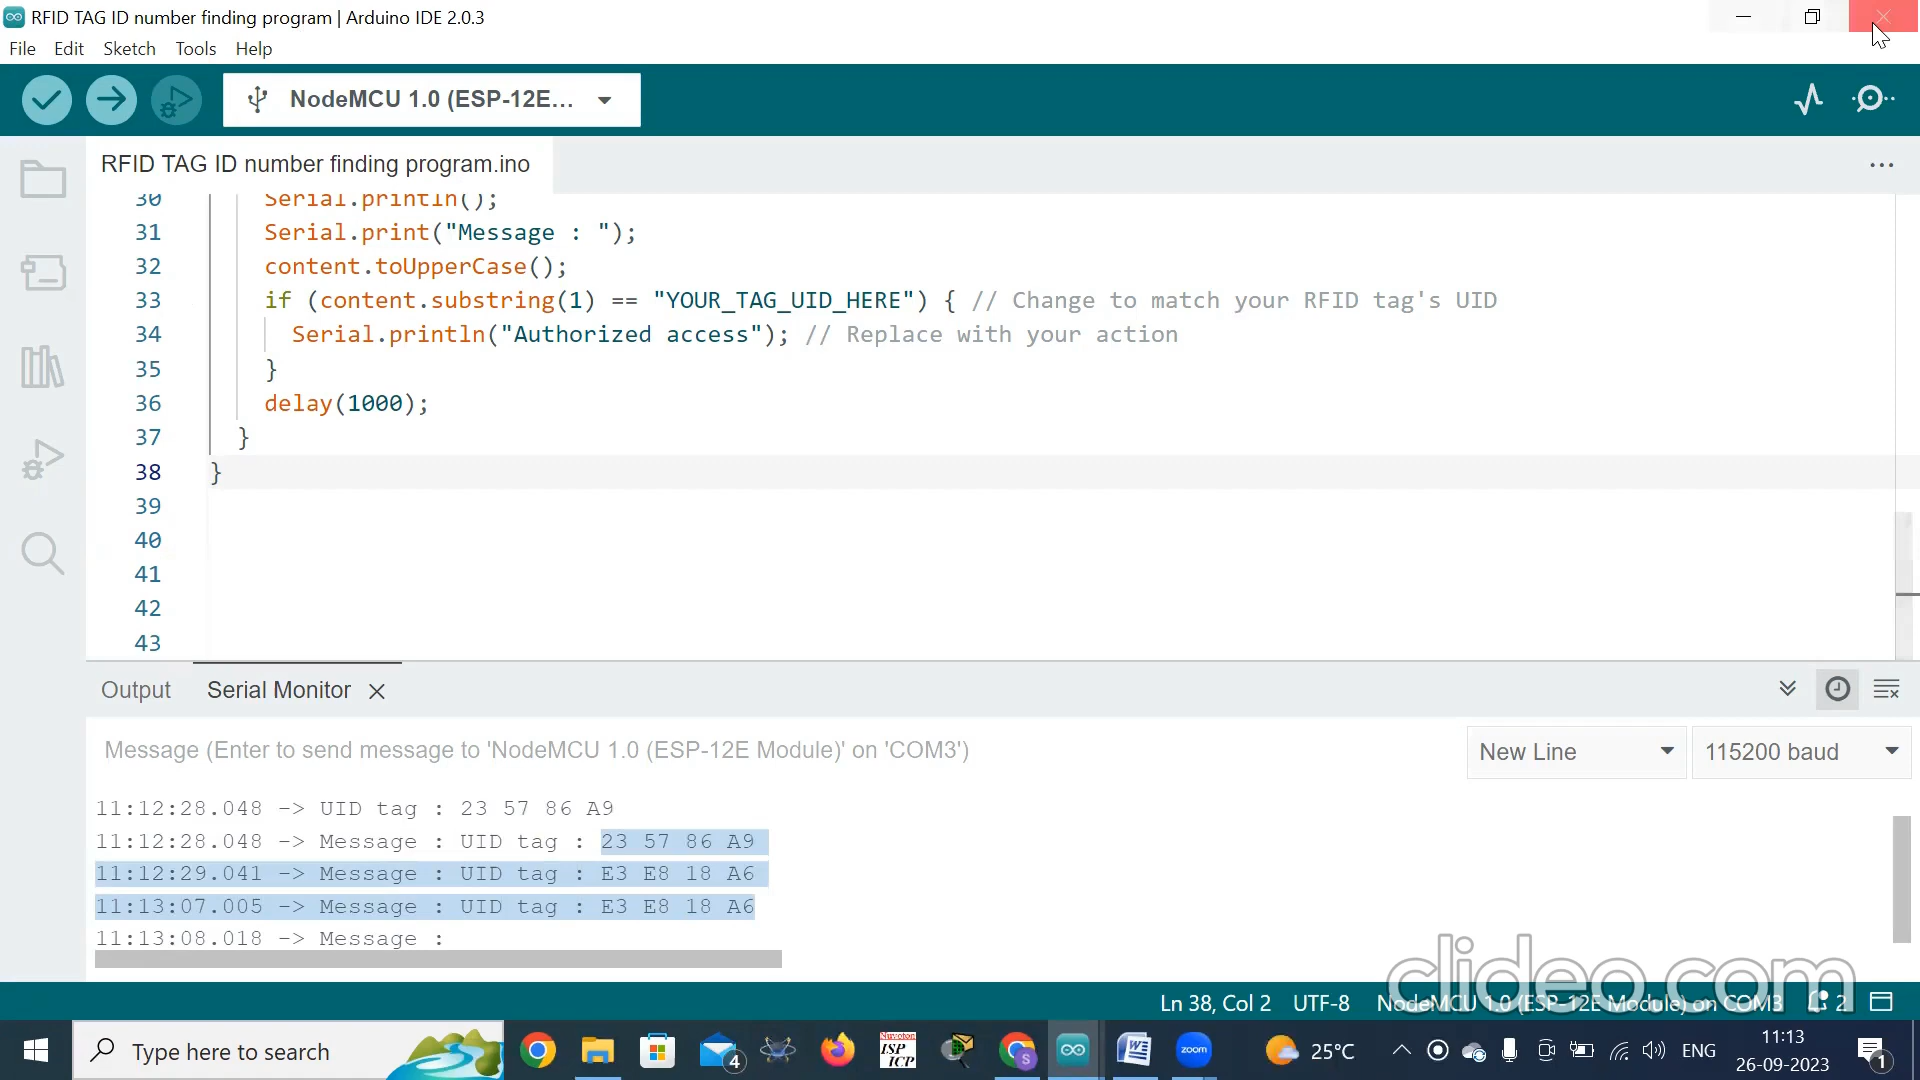 RFID TAG ID number finding program | Arduino IDE 2.0.3
File Edit Sketch Tools Help
NodeMCU 1.0 (ESP-12E...
RFID TAG ID number finding program.ino
30 Serial.println();
31 Serial.print("Message : ");
32 content.toUpperCase();
33 if (content.substring(1) == "YOUR_TAG_UID_HERE") { // Change to match your RFID tag's UID
34 Serial.println("Authorized access"); // Replace with your action
35 }
36 delay(1000);
37 }
38 }
39
40
41
42
43
Output Serial Monitor
Message (Enter to send message to 'NodeMCU 1.0 (ESP-12E Module)' on 'COM3')
New Line 115200 baud
11:12:28.048 -> UID tag : 23 57 86 A9
11:12:28.048 -> Message : UID tag : 23 57 86 A9
11:12:29.041 -> Message : UID tag : E3 E8 18 A6
11:13:07.005 -> Message : UID tag : E3 E8 18 A6
11:13:08.018 -> Message :
clideo.com
Ln 38, Col 2 UTF-8 NodeMCU 1.0 (ESP-12E Module) on COM3 2
Type here to search
4
Nuvoton
ISP
ICP
S
zoom
25°C
ENG
11:13
26-09-2023
1